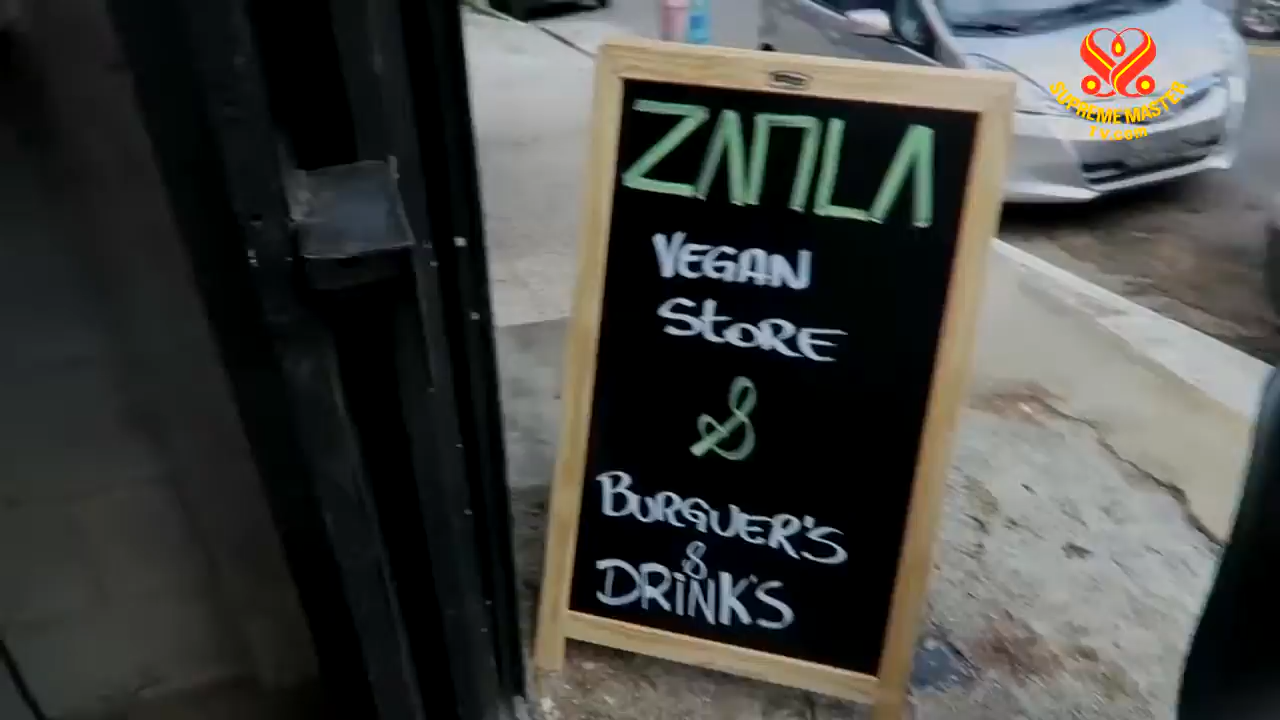 ZANLA
VEGAN
StORE
&
BURGUER'S
&
DRiNK'S
SUPREME MASTER
TV.com